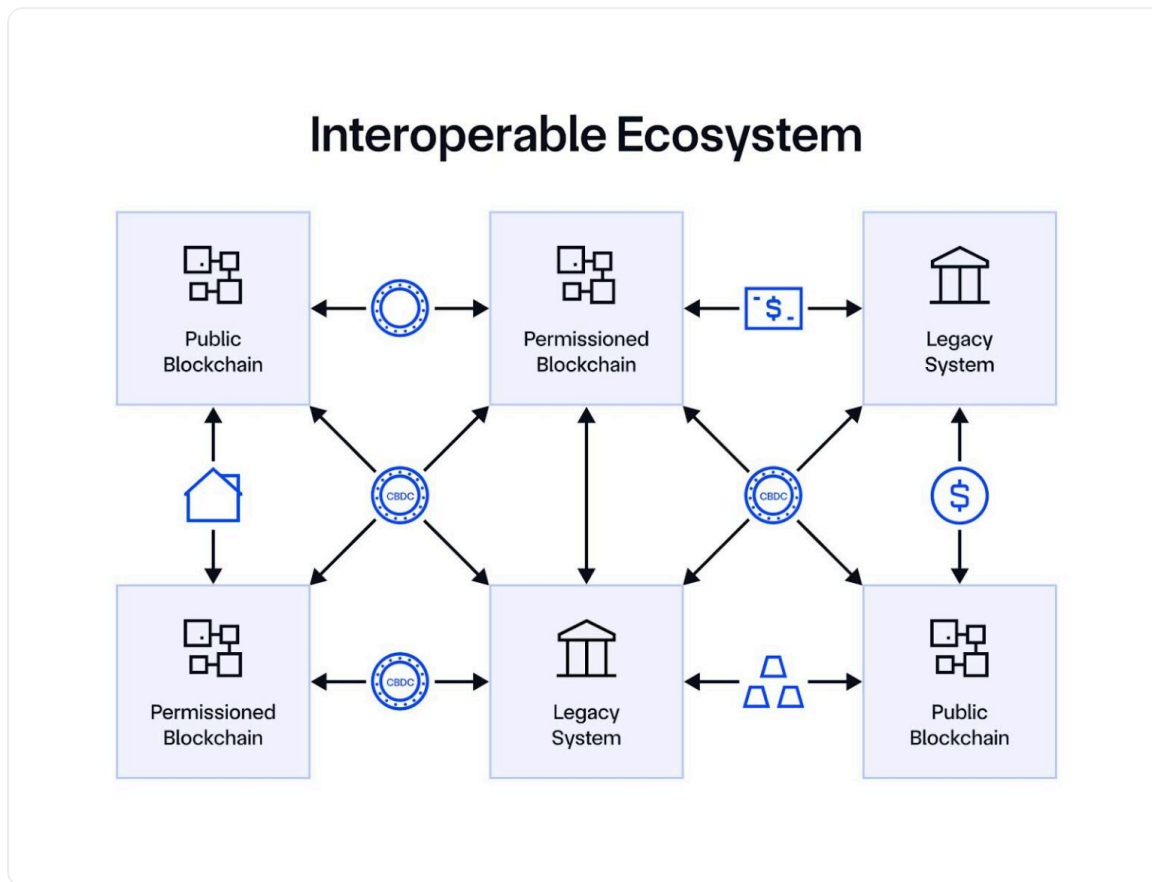 Interoperable Ecosystem
Public
Blockchain
Permissioned
Blockchain
$
Legacy
System
CBDC
CBDC
$
Permissioned
Blockchain
CBDC
Legacy
System
Public
Blockchain